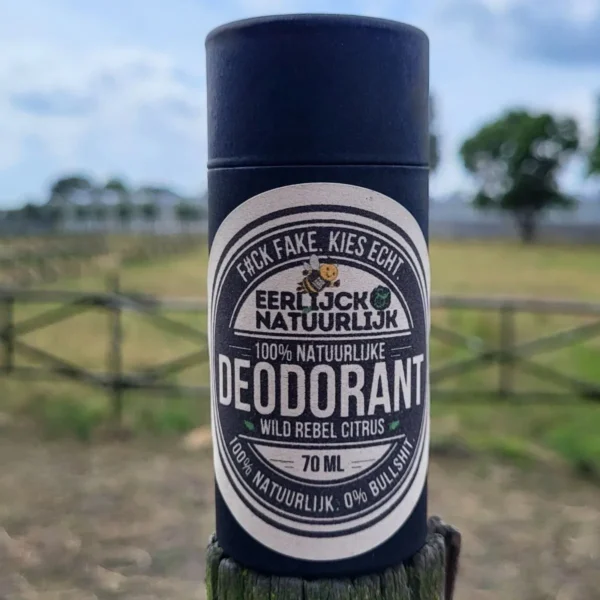 F#CK FAKE. KIES ECHT.
EERLIJCK
NATUURLIJK
100% NATUURLIJKE
DEODORANT
WILD REBEL CITRUS
70 ML
100% NATUURLIJK. 0% BULLSHIT.